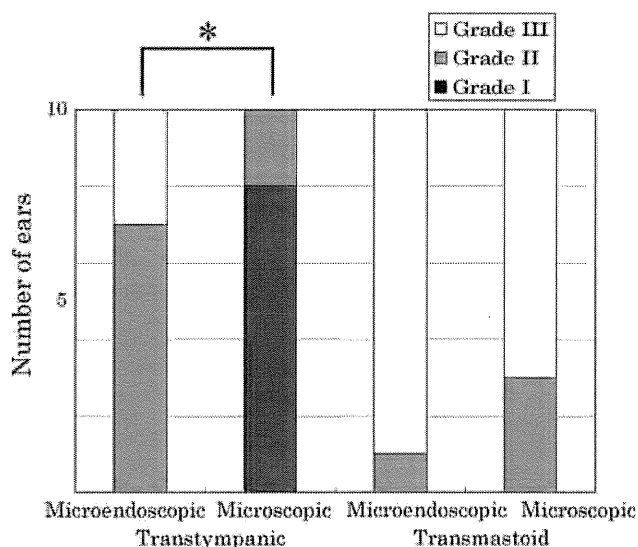 Grade III
Grade II
Grade I
*
10
5
Number of ears
Microendoscopic Microscopic Microendoscopic Microscopic
Transtympanic Transmastoid